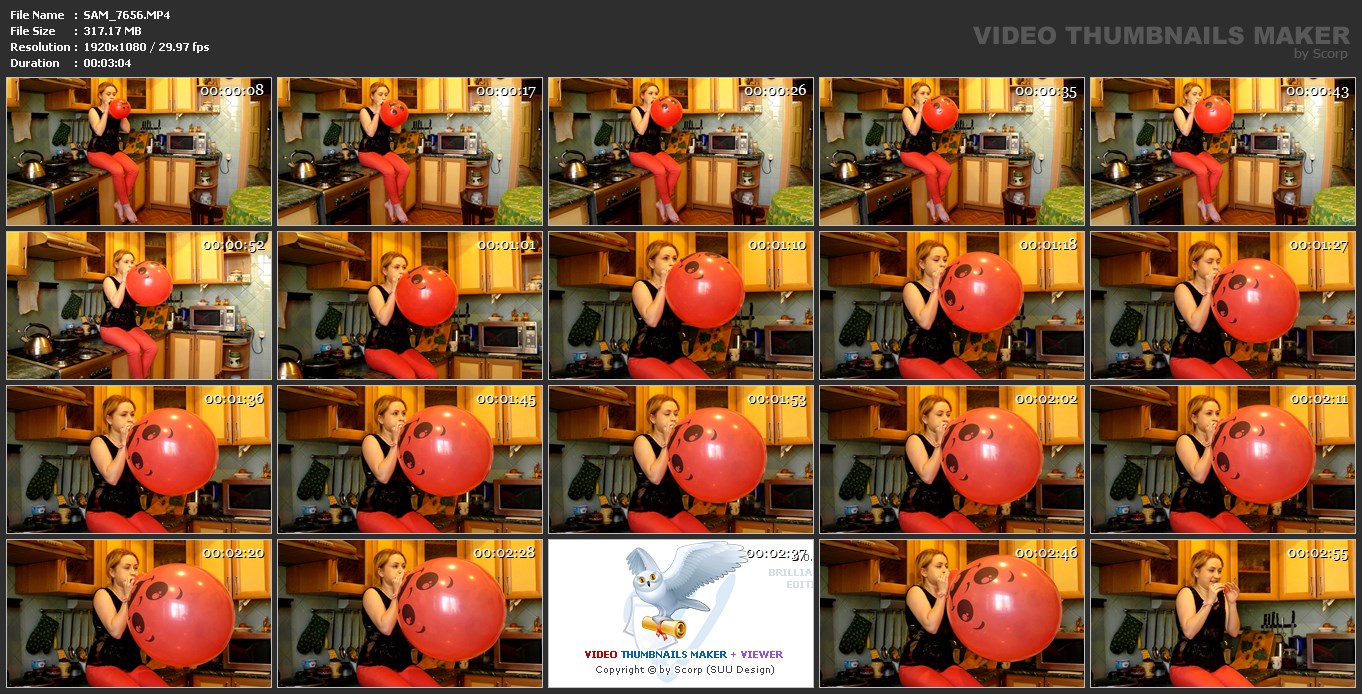 File Name : SAM_7656.MP4
File Size : 317.17 MB
Resolution : 1920x1080 / 29.97 fps
Duration : 00:03:04
VIDEO THUMBNAILS MAKER
by Scorp
00:00:08
00:00:17
00:00:26
00:00:35
00:00:43
00:00:52
00:01:01
00:01:10
00:01:18
00:01:27
00:01:36
00:01:45
00:01:53
00:02:02
00:02:11
00:02:20
00:02:28
00:02:37
BRILLIA
EDIT
VIDEO THUMBNAILS MAKER + VIEWER
Copyright © by Scorp (SUU Design)
00:02:46
00:02:55